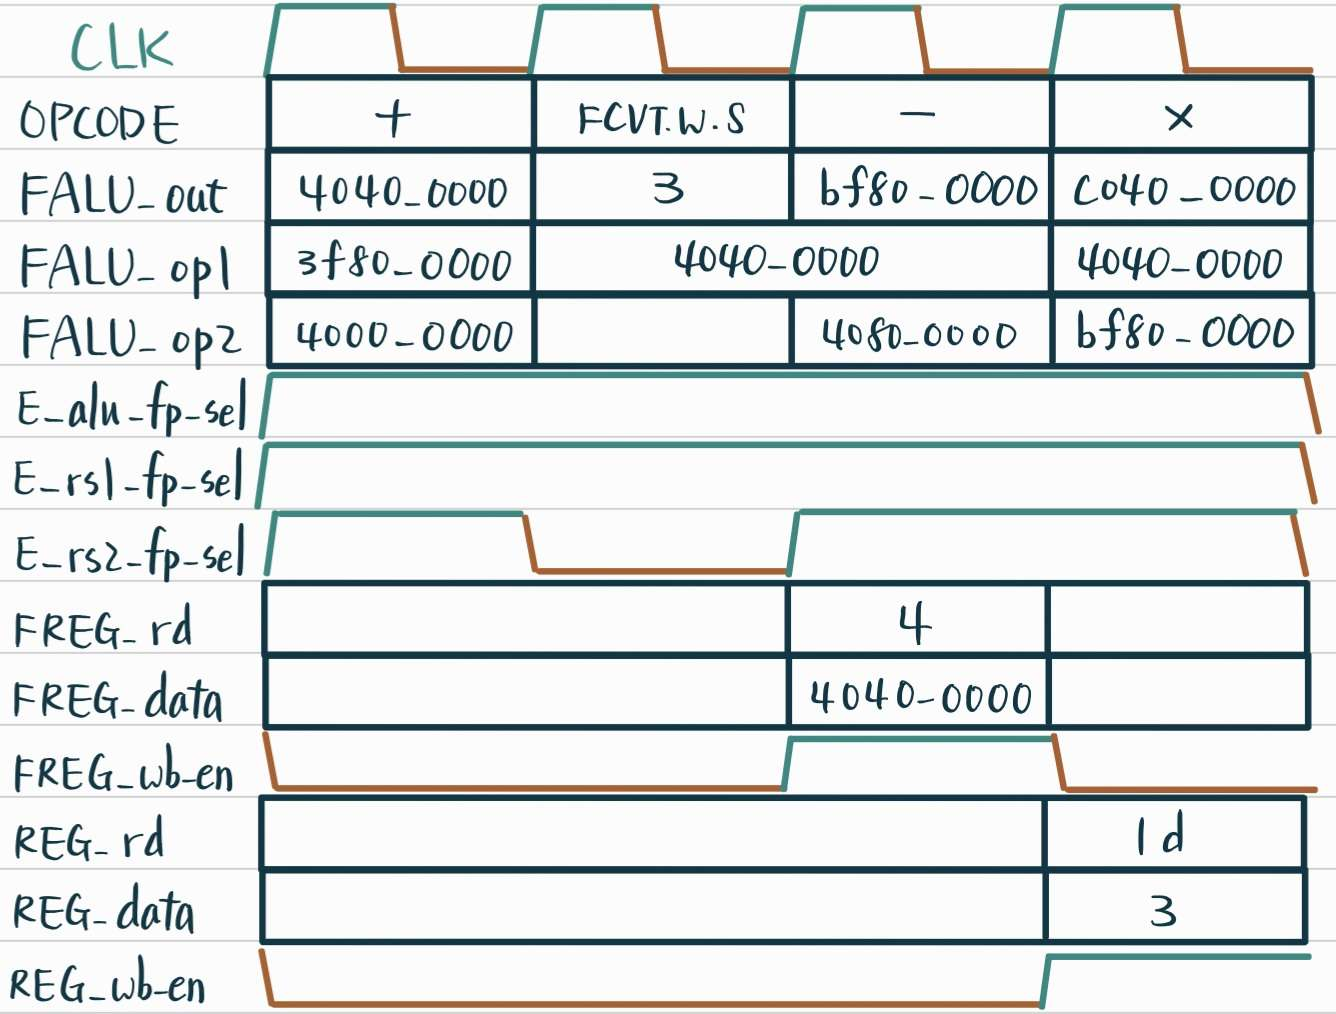 CLK
OPCODE + FCVT.W.S - ×
FALU_out 4040_0000 3 bf80_0000 C040_0000
FALU_op1 3f80_0000 4040_0000 4040_0000
FALU_op2 4000_0000 4080_0000 bf80_0000
E_alu_fp_sel
E_rs1_fp_sel
E_rs2_fp_sel
FREG_rd 4
FREG_data 4040_0000
FREG_wb_en
REG_rd 1d
REG_data 3
REG_wb_en